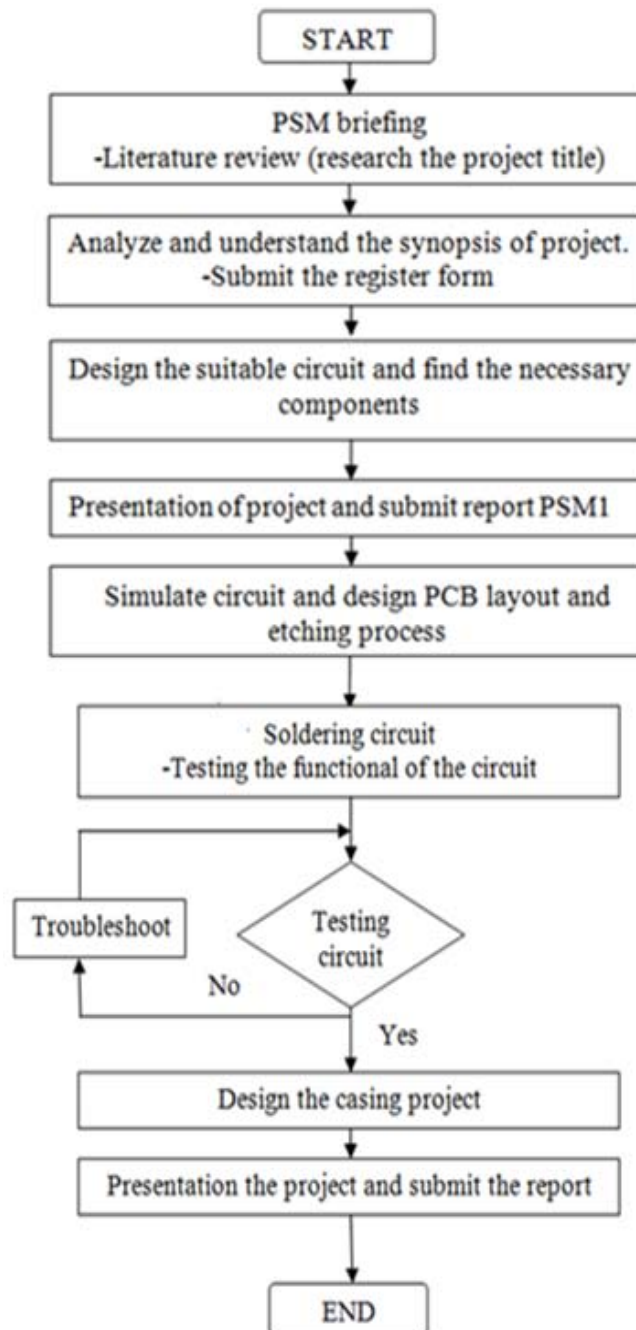 START
PSM briefing
-Literature review (research the project title)
Analyze and understand the synopsis of project.
-Submit the register form
Design the suitable circuit and find the necessary
components
Presentation of project and submit report PSM1
Simulate circuit and design PCB layout and
etching process
Soldering circuit
-Testing the functional of the circuit
Troubleshoot
Testing
circuit
No
Yes
Design the casing project
Presentation the project and submit the report
END